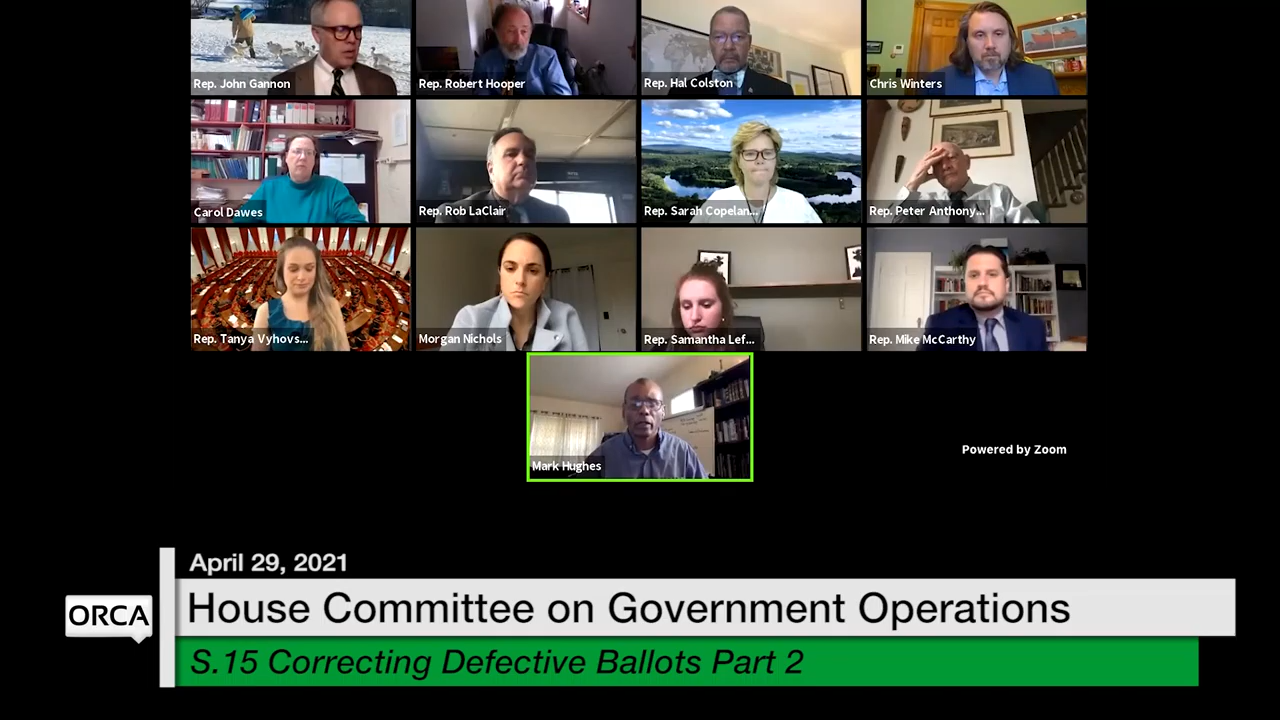 Rep. John Gannon
Rep. Robert Hooper
Rep. Hal Colston
Chris Winters
Carol Dawes
Rep. Rob LaClair
Rep. Sarah Copelan...
Rep. Peter Anthony...
Rep. Tanya Vyhovs...
Morgan Nichols
Rep. Samantha Lef...
Rep. Mike McCarthy
Mark Hughes
Powered by Zoom
April 29, 2021
ORCA
House Committee on Government Operations
S.15 Correcting Defective Ballots Part 2